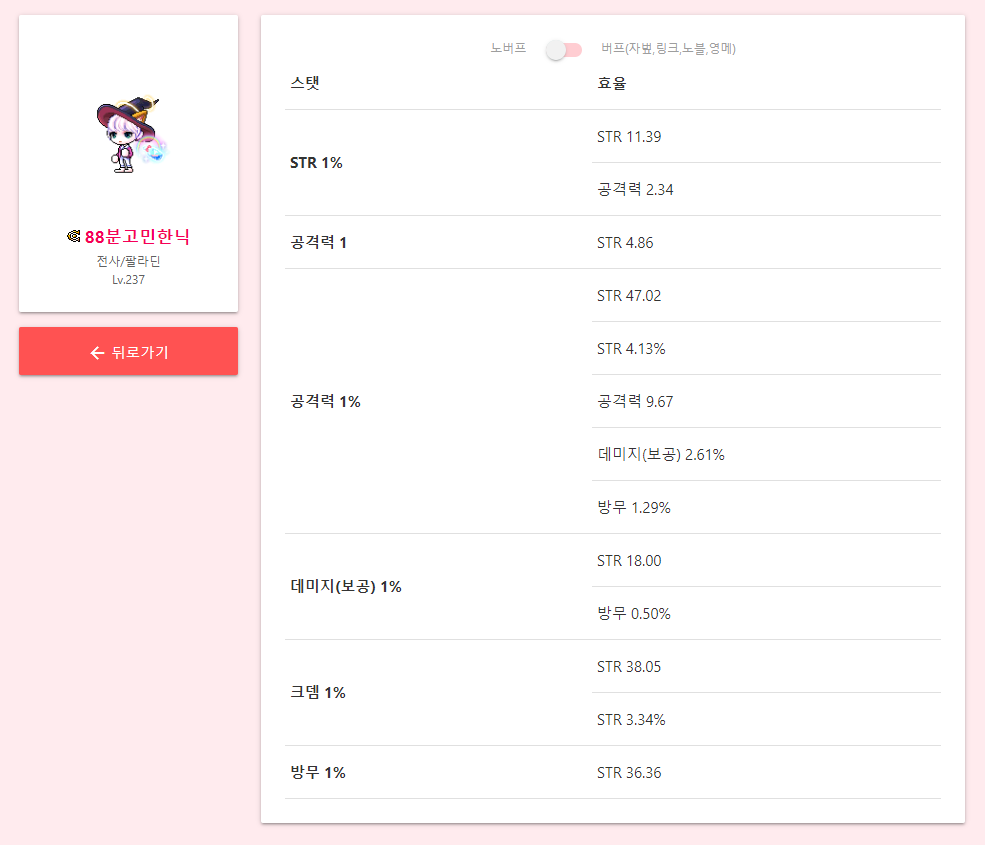 88분고민한닉
전사/팔라딘
Lv.237
뒤로가기
노버프 버프(자벞,링크,노블,영메)
스탯 효율
STR 1% STR 11.39
공격력 2.34
공격력 1 STR 4.86
공격력 1% STR 47.02
STR 4.13%
공격력 9.67
데미지(보공) 2.61%
방무 1.29%
데미지(보공) 1% STR 18.00
방무 0.50%
크뎀 1% STR 38.05
STR 3.34%
방무 1% STR 36.36